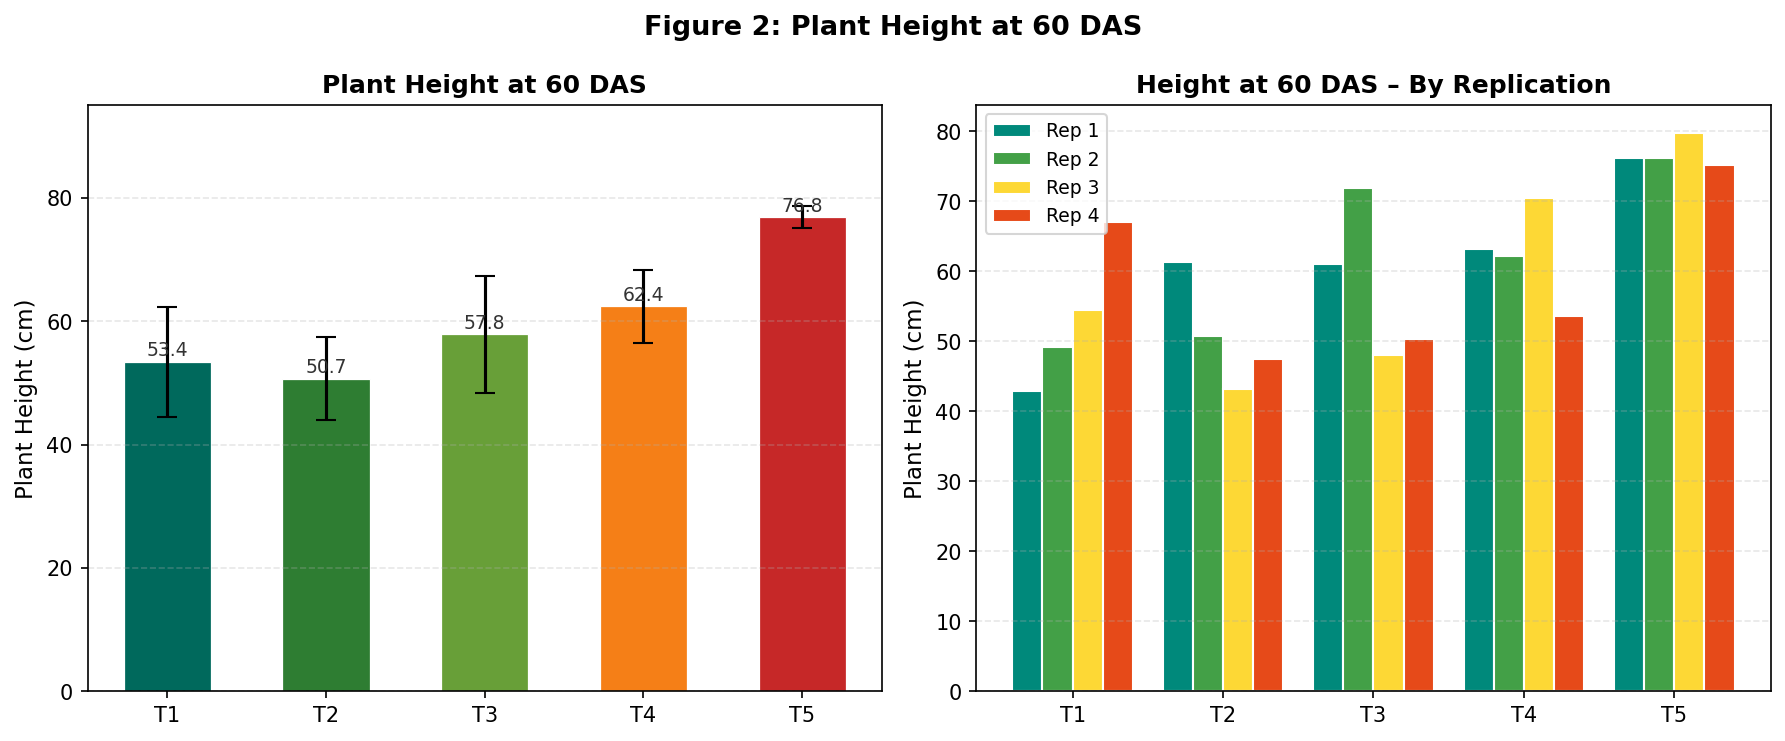 Figure 2: Plant Height at 60 DAS
Plant Height at 60 DAS
Plant Height (cm)
80
60
40
20
0
53.4
50.7
57.8
62.4
76.8
T1 T2 T3 T4 T5
Height at 60 DAS – By Replication
Rep 1
Rep 2
Rep 3
Rep 4
Plant Height (cm)
80
70
60
50
40
30
20
10
0
T1 T2 T3 T4 T5